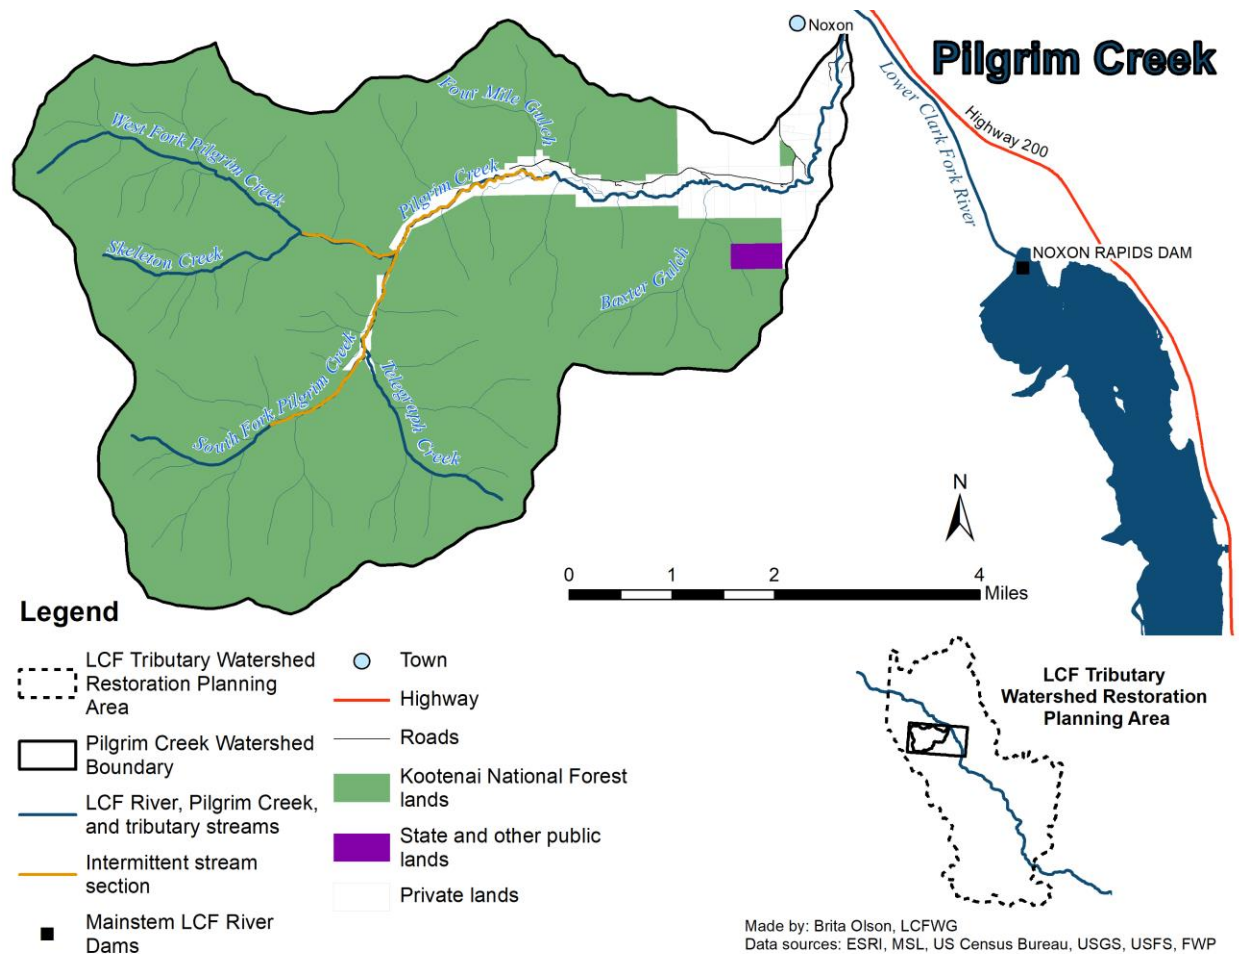 Noxon
Pilgrim Creek
Four Mile Gulch
Lower Clark Fork River
Highway 200
West Fork Pilgrim Creek
Pilgrim Creek
Skeleton Creek
NOXON RAPIDS DAM
Baxter Gulch
South Fork Pilgrim Creek
Telegraph Creek
N
0 1 2 4
Miles
Legend
LCF Tributary Watershed
Restoration Planning
Area
Pilgrim Creek Watershed
Boundary
LCF River, Pilgrim Creek,
and tributary streams
Intermittent stream
section
Mainstem LCF River
Dams
Town
Highway
Roads
Kootenai National Forest
lands
State and other public
lands
Private lands
LCF Tributary
Watershed Restoration
Planning Area
Made by: Brita Olson, LCFWG
Data sources: ESRI, MSL, US Census Bureau, USGS, USFS, FWP